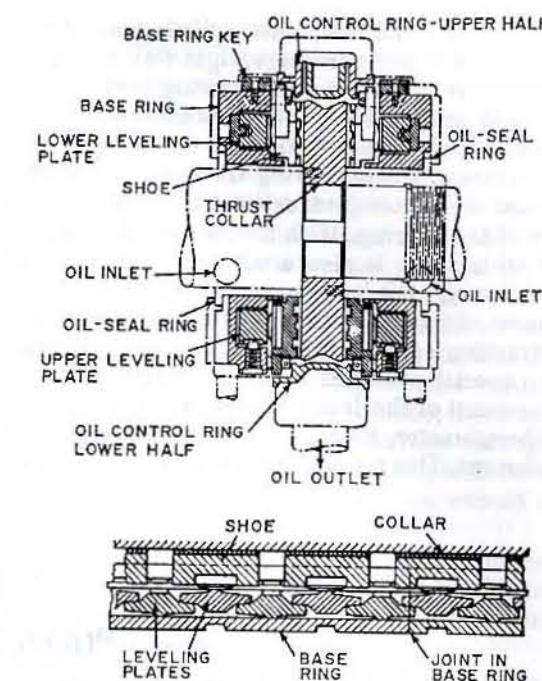 OIL CONTROL RING-UPPER HALF
BASE RING KEY
BASE RING
LOWER LEVELING
PLATE
OIL-SEAL
RING
SHOE
THRUST
COLLAR
OIL INLET
OIL INLET
OIL-SEAL RING
UPPER LEVELING
PLATE
OIL CONTROL RING
LOWER HALF
OIL OUTLET
SHOE
COLLAR
LEVELING
PLATES
BASE
RING
JOINT IN
BASE RING